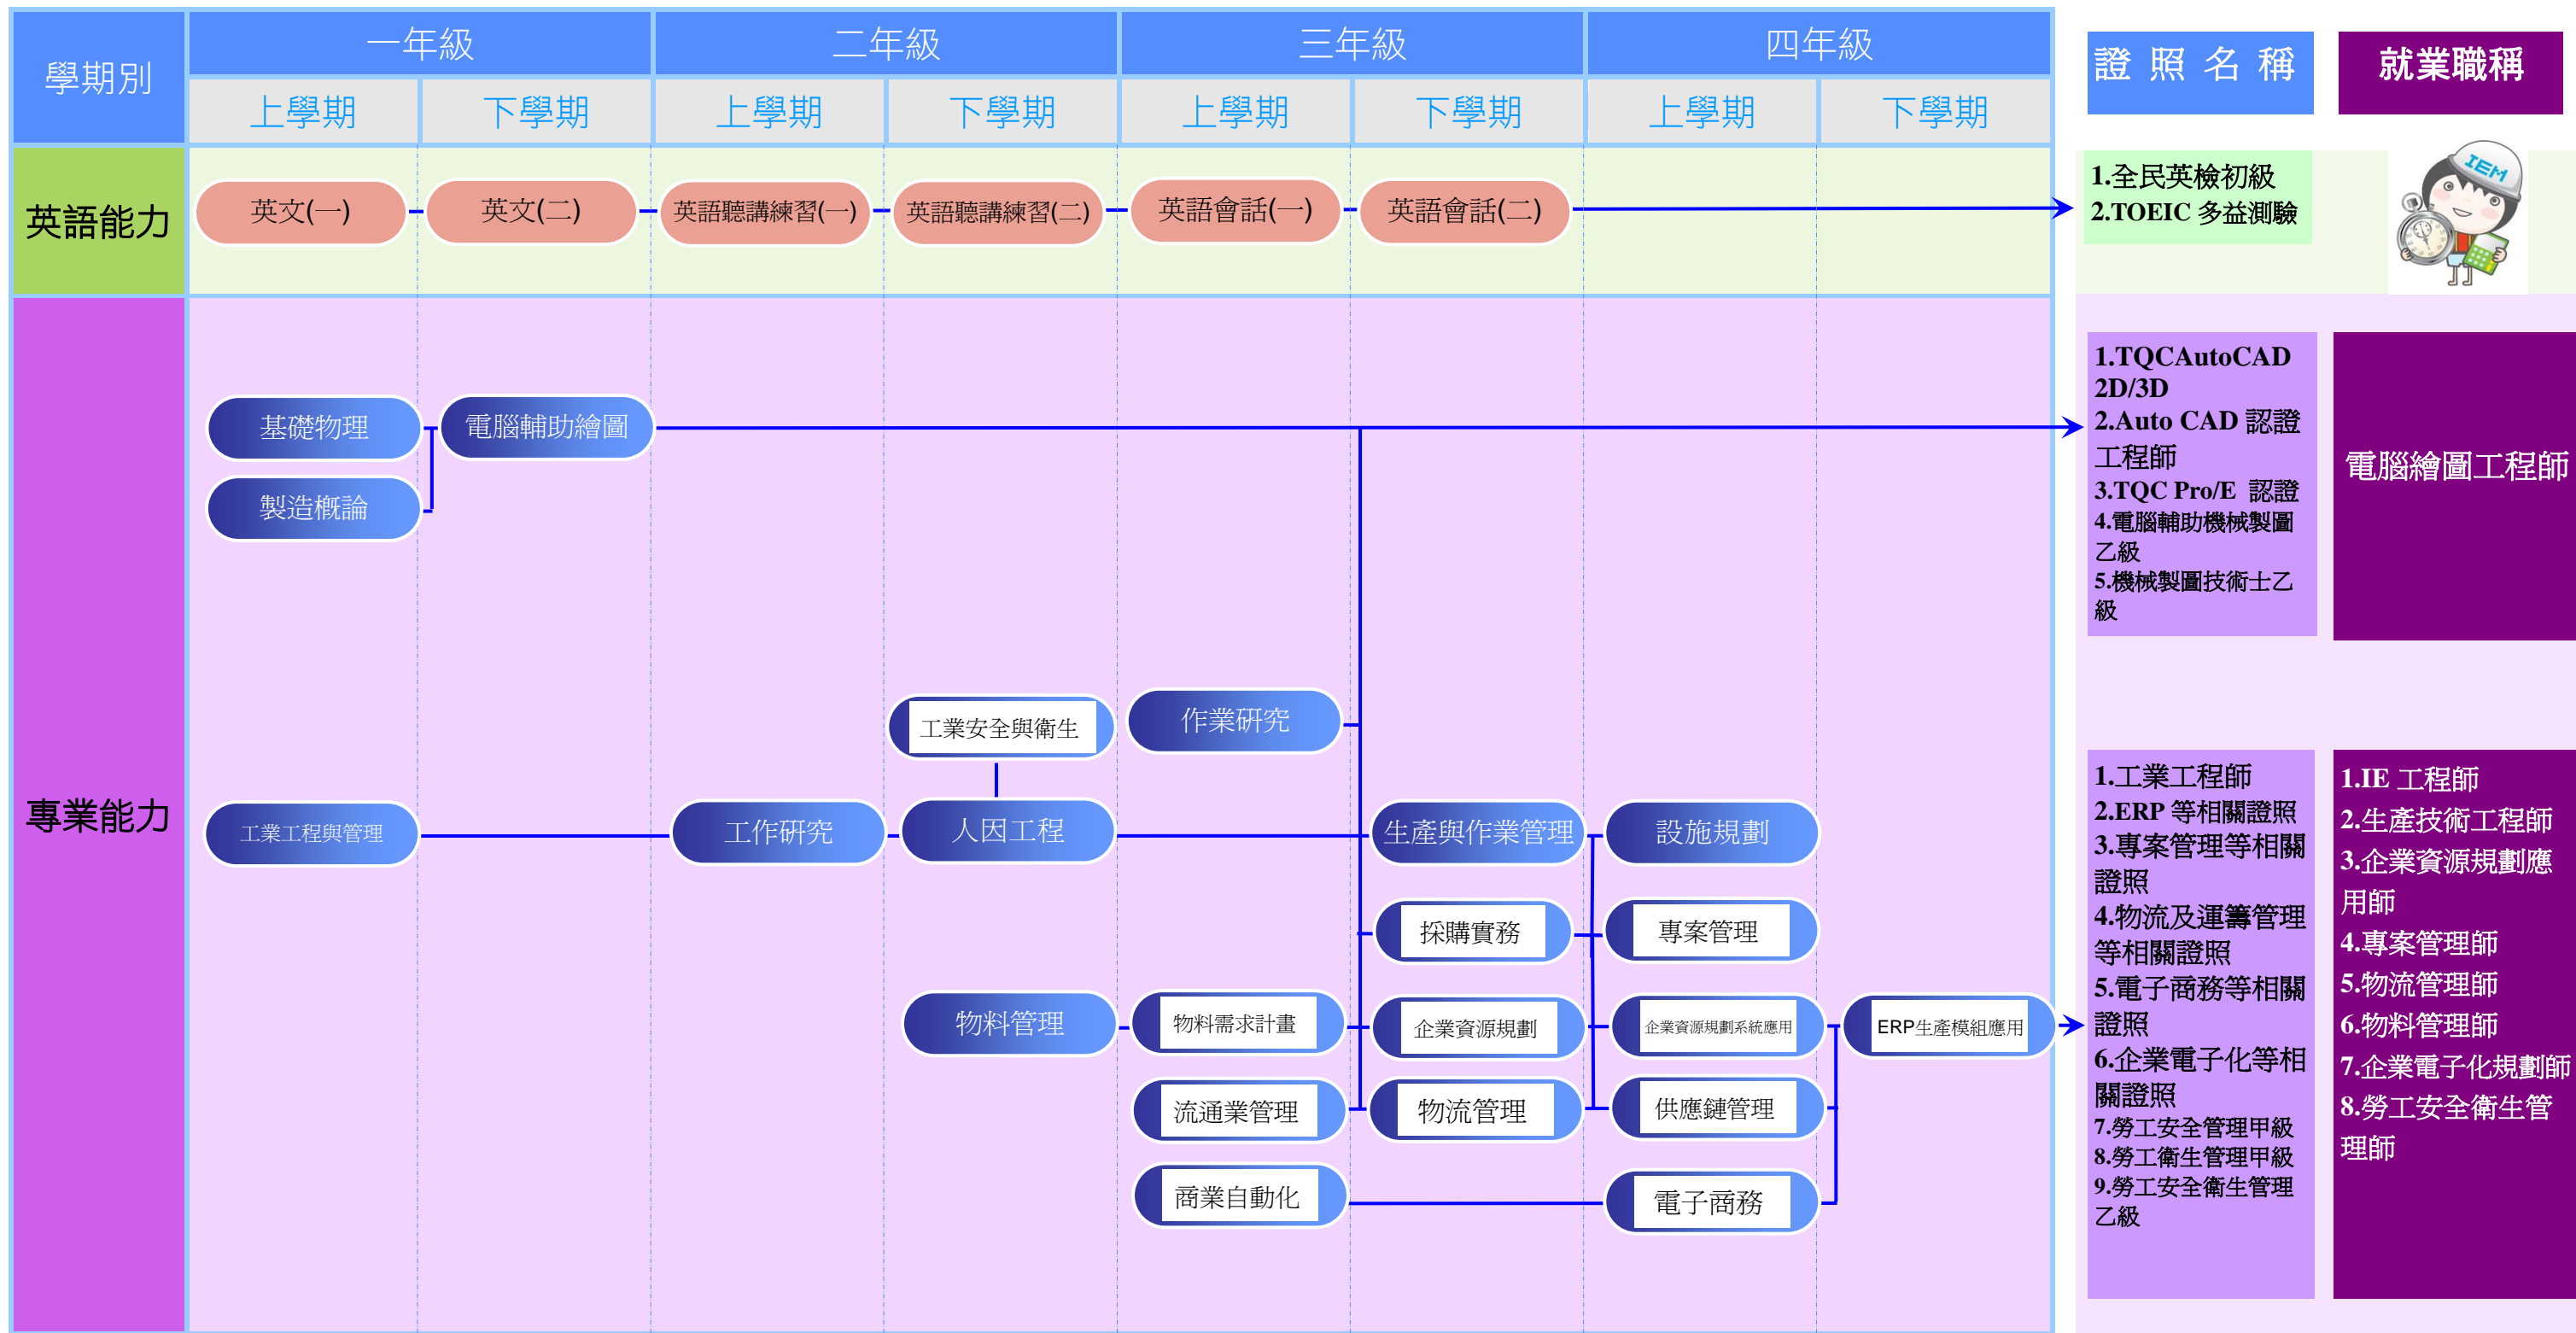 學期別
一年級
二年級
三年級
四年級
上學期
下學期
上學期
下學期
上學期
下學期
上學期
下學期
證 照 名 稱
就業職稱
英語能力
英文(一)
英文(二)
英語聽講練習(一)
英語聽講練習(二)
英語會話(一)
英語會話(二)
1.全民英檢初級
2.TOEIC 多益測驗
IEM
專業能力
基礎物理
電腦輔助繪圖
製造概論
1.TQCAutoCAD
2D/3D
2.Auto CAD 認證
工程師
3.TQC Pro/E 認證
4.電腦輔助機械製圖
乙級
5.機械製圖技術士乙
級
電腦繪圖工程師
工業安全與衛生
作業研究
工業工程與管理
工作研究
人因工程
生產與作業管理
設施規劃
採購實務
專案管理
物料管理
物料需求計畫
企業資源規劃
企業資源規劃系統應用
ERP生產模組應用
流通業管理
物流管理
供應鏈管理
商業自動化
電子商務
1.工業工程師
2.ERP 等相關證照
3.專案管理等相關
證照
4.物流及運籌管理
等相關證照
5.電子商務等相關
證照
6.企業電子化等相
關證照
7.勞工安全管理甲級
8.勞工衛生管理甲級
9.勞工安全衛生管理
乙級
1.IE 工程師
2.生產技術工程師
3.企業資源規劃應
用師
4.專案管理師
5.物流管理師
6.物料管理師
7.企業電子化規劃師
8.勞工安全衛生管
理師